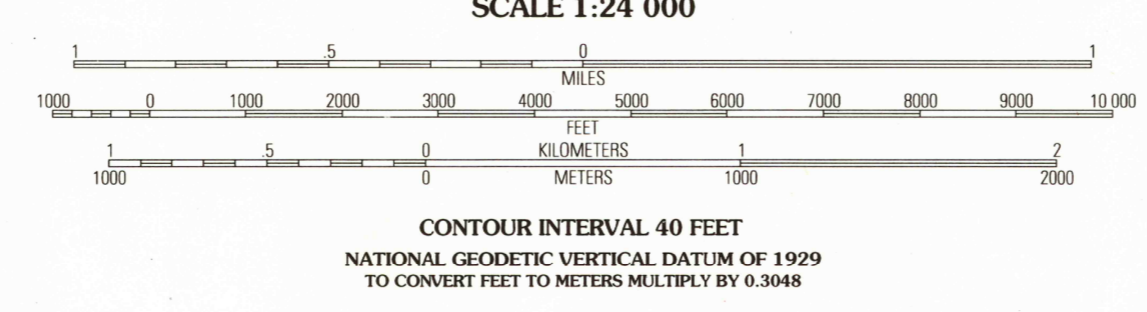 SCALE 1:24 000
1 .5 0 1
MILES
1000 0 1000 2000 3000 4000 5000 6000 7000 8000 9000 10 000
FEET
1 .5 0 KILOMETERS 1 2
1000 0 METERS 1000 2000
CONTOUR INTERVAL 40 FEET
NATIONAL GEODETIC VERTICAL DATUM OF 1929
TO CONVERT FEET TO METERS MULTIPLY BY 0.3048